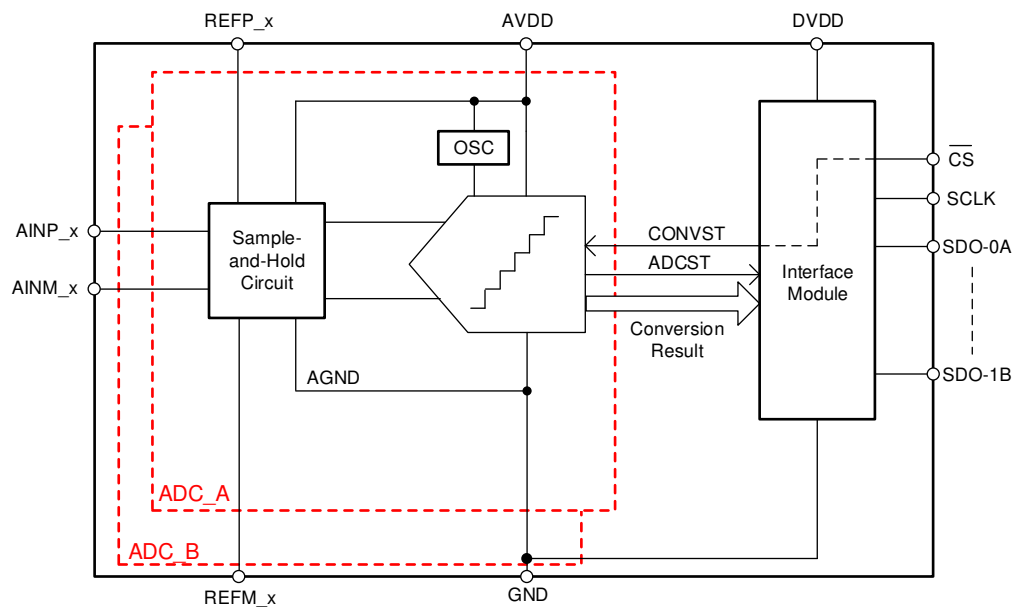 REFP_x
AVDD
DVDD
OSC
CS
SCLK
AINP_x
Sample-
and-Hold
Circuit
CONVST
SDO-0A
ADCST
Interface
Module
AINM_x
Conversion
Result
AGND
SDO-1B
ADC_A
ADC_B
REFM_x
GND